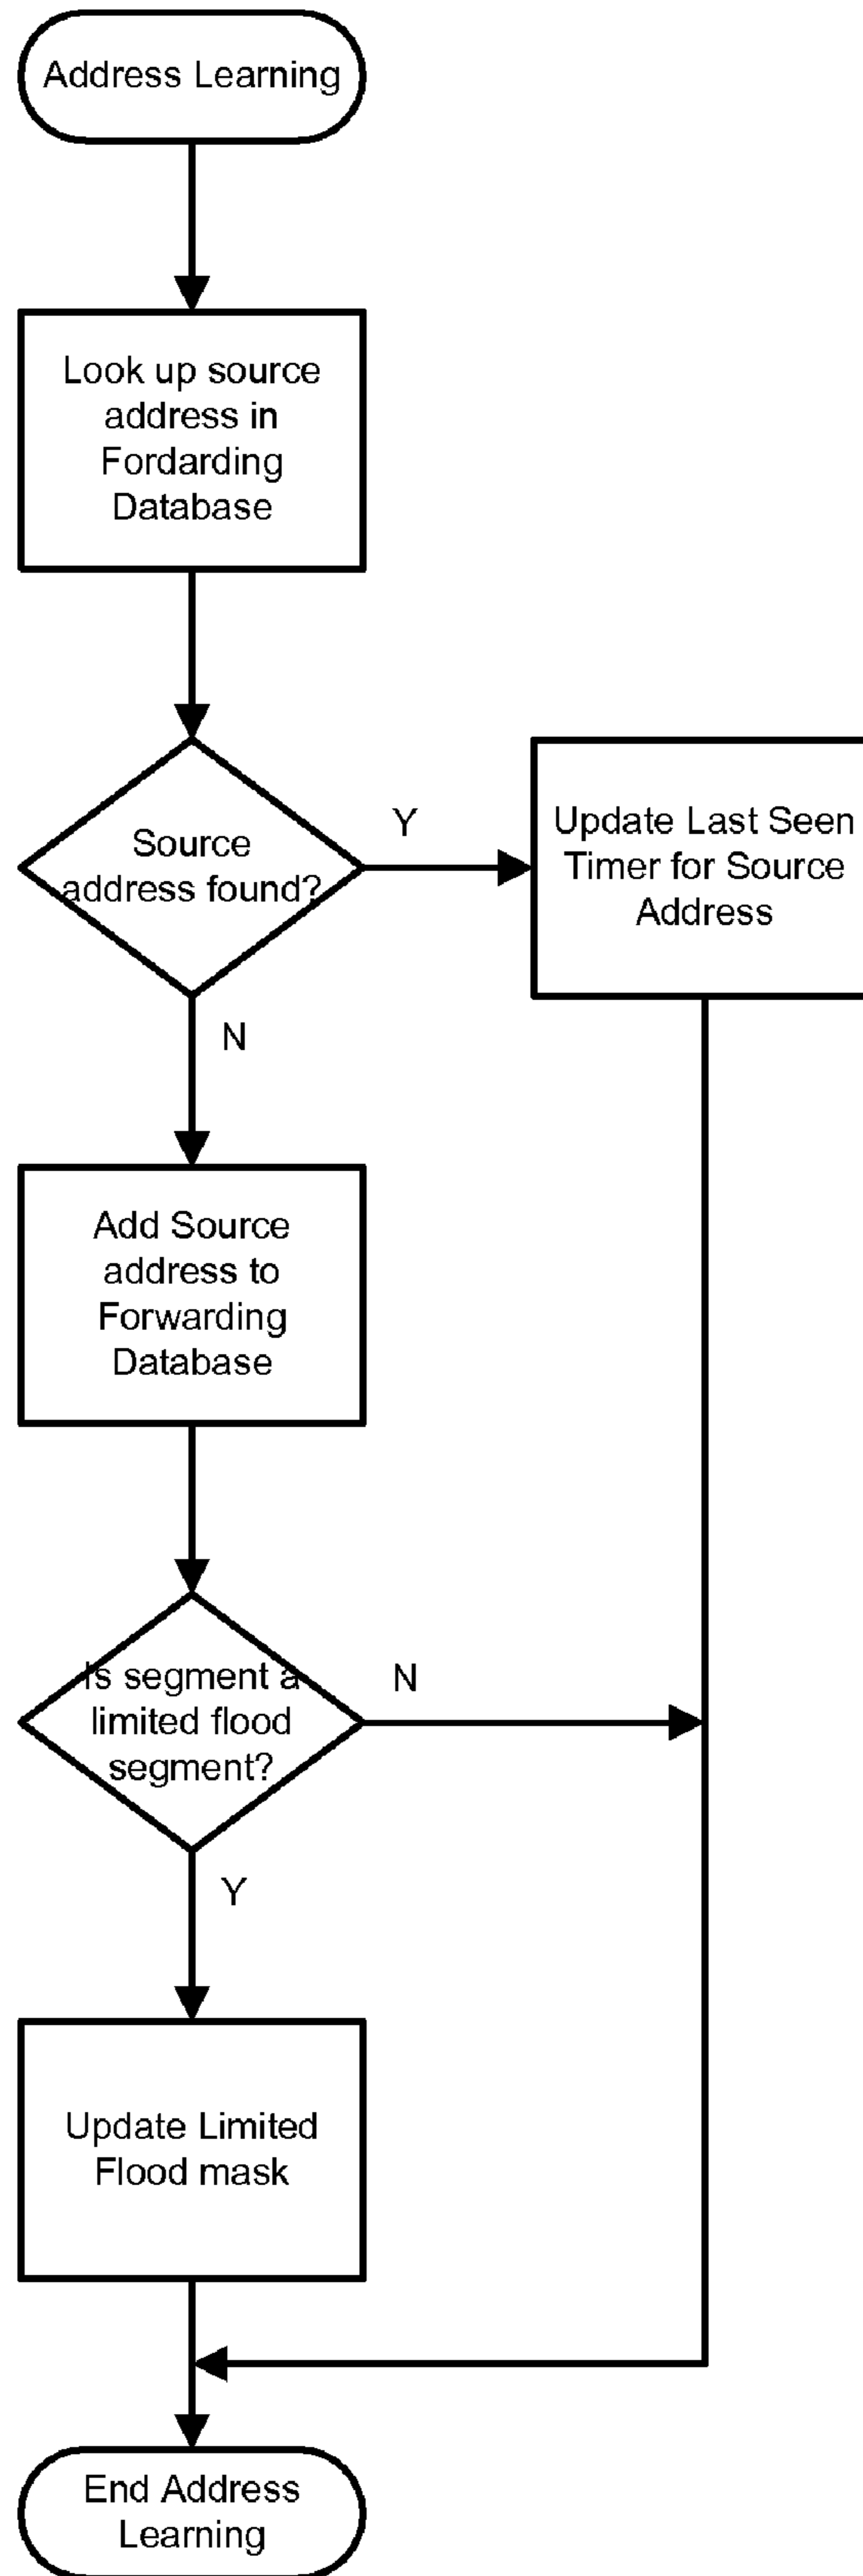 Address Learning
Look up source
address in
Fordarding
Database
Source
address found?
Y
Update Last Seen
Timer for Source
Address
N
Add Source
address to
Forwarding
Database
Is segment a
limited flood
segment?
N
Y
Update Limited
Flood mask
End Address
Learning